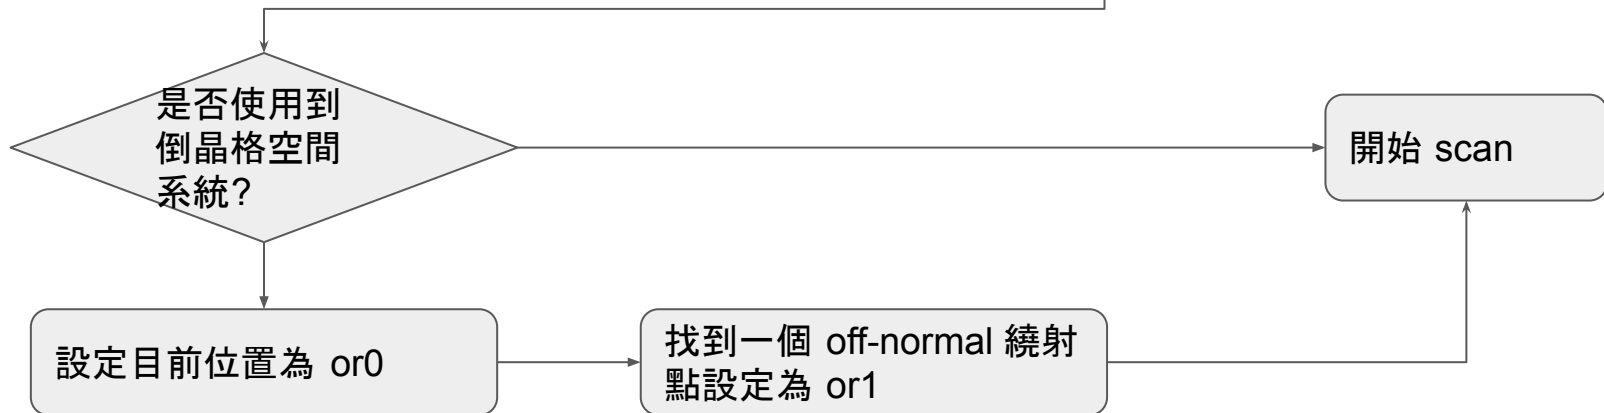 是否使用到
倒晶格空間
系統?
開始 scan
設定目前位置為 or0
找到一個 off-normal 繞射
點設定為 or1